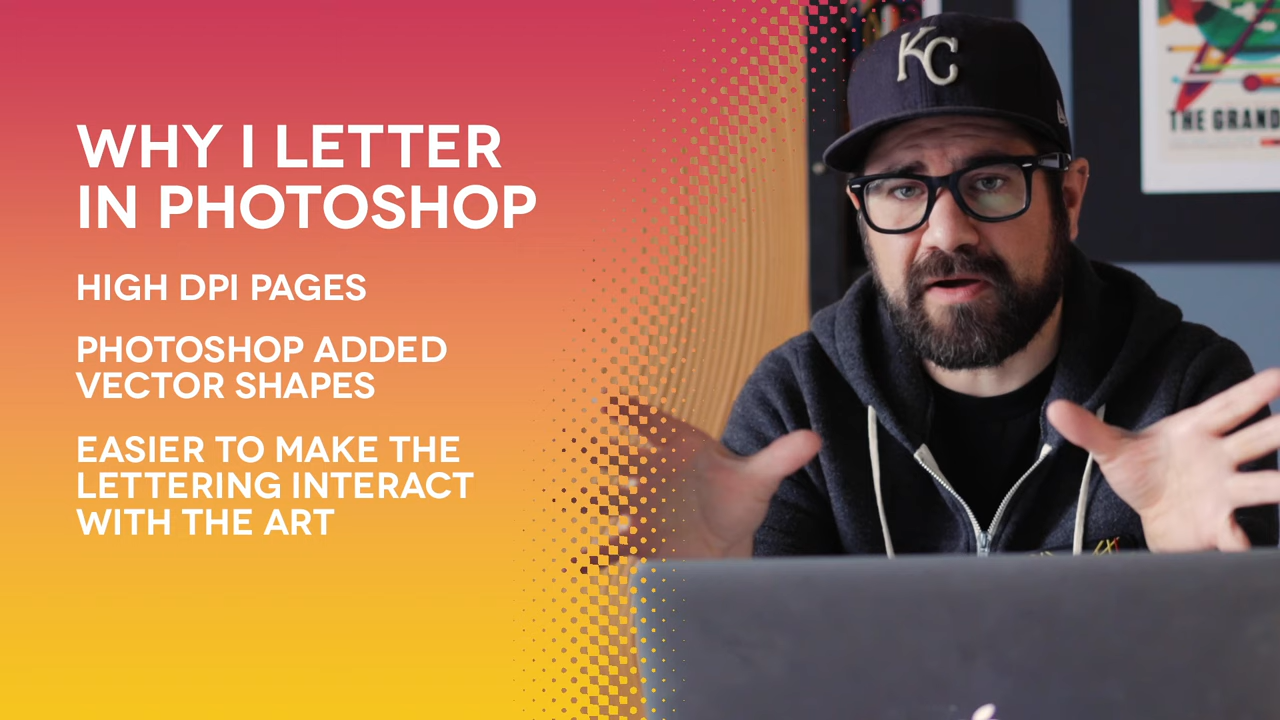 WHY I LETTER
IN PHOTOSHOP
HIGH DPI PAGES
PHOTOSHOP ADDED
VECTOR SHAPES
EASIER TO MAKE THE
LETTERING INTERACT
WITH THE ART
KC
THE GRAND